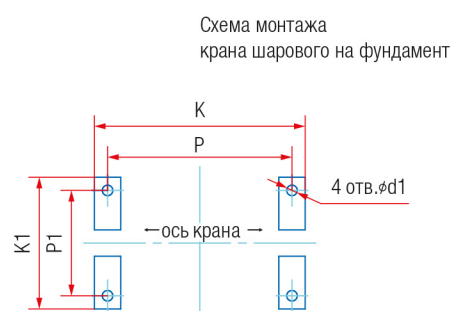 Схема монтажа
крана шарового на фундамент
K
P
4 отв.⌀d1
K1
P1
ось крана